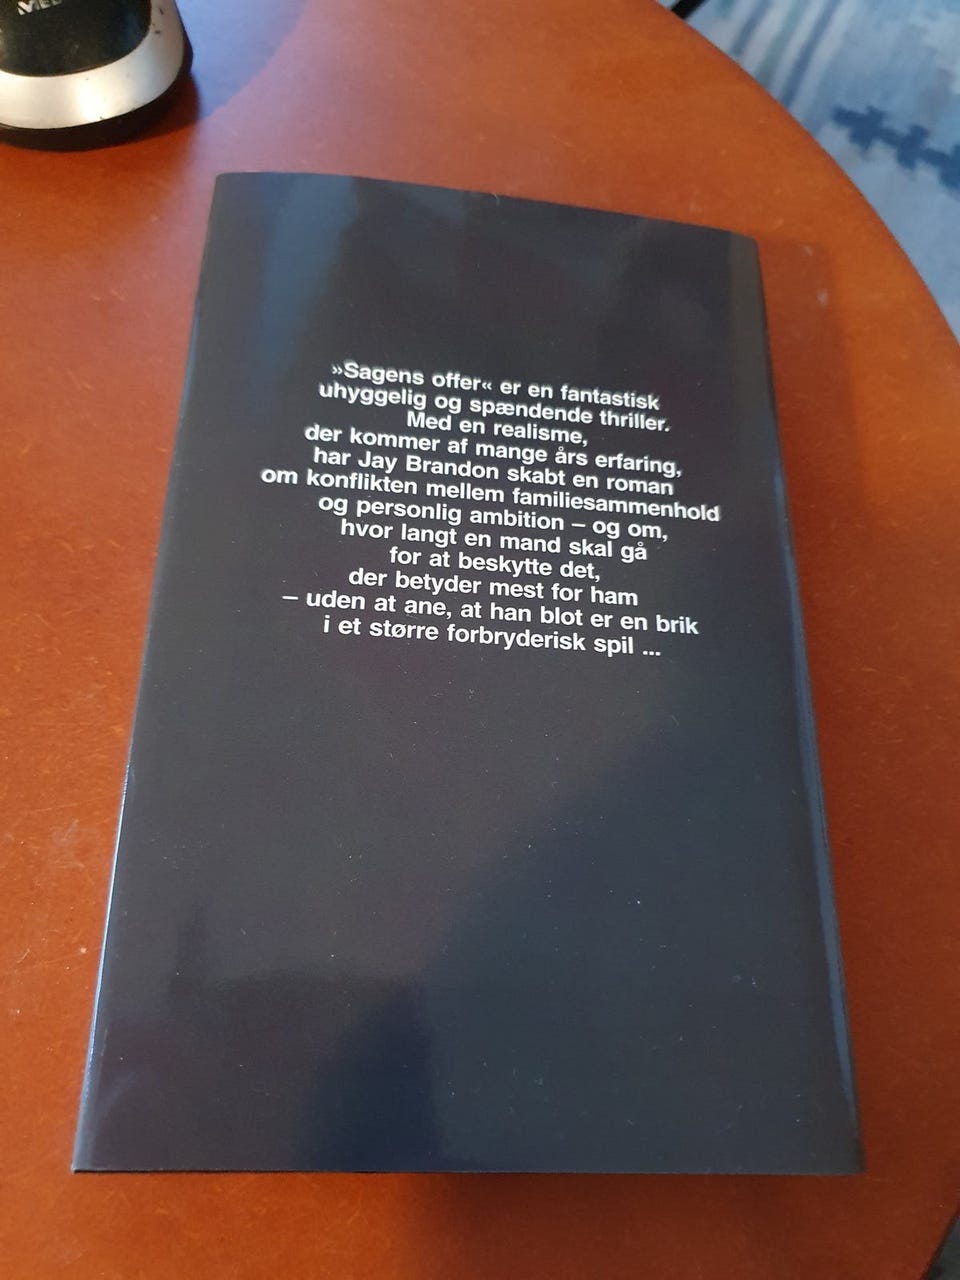 »Sagens offer« er en fantastisk
uhyggelig og spændende thriller.
Med en realisme,
der kommer af mange års erfaring,
har Jay Brandon skabt en roman
om konflikten mellem familiesammenhold
og personlig ambition – og om,
hvor langt en mand skal gå
for at beskytte det,
der betyder mest for ham
– uden at ane, at han blot er en brik
i et større forbryderisk spil ...